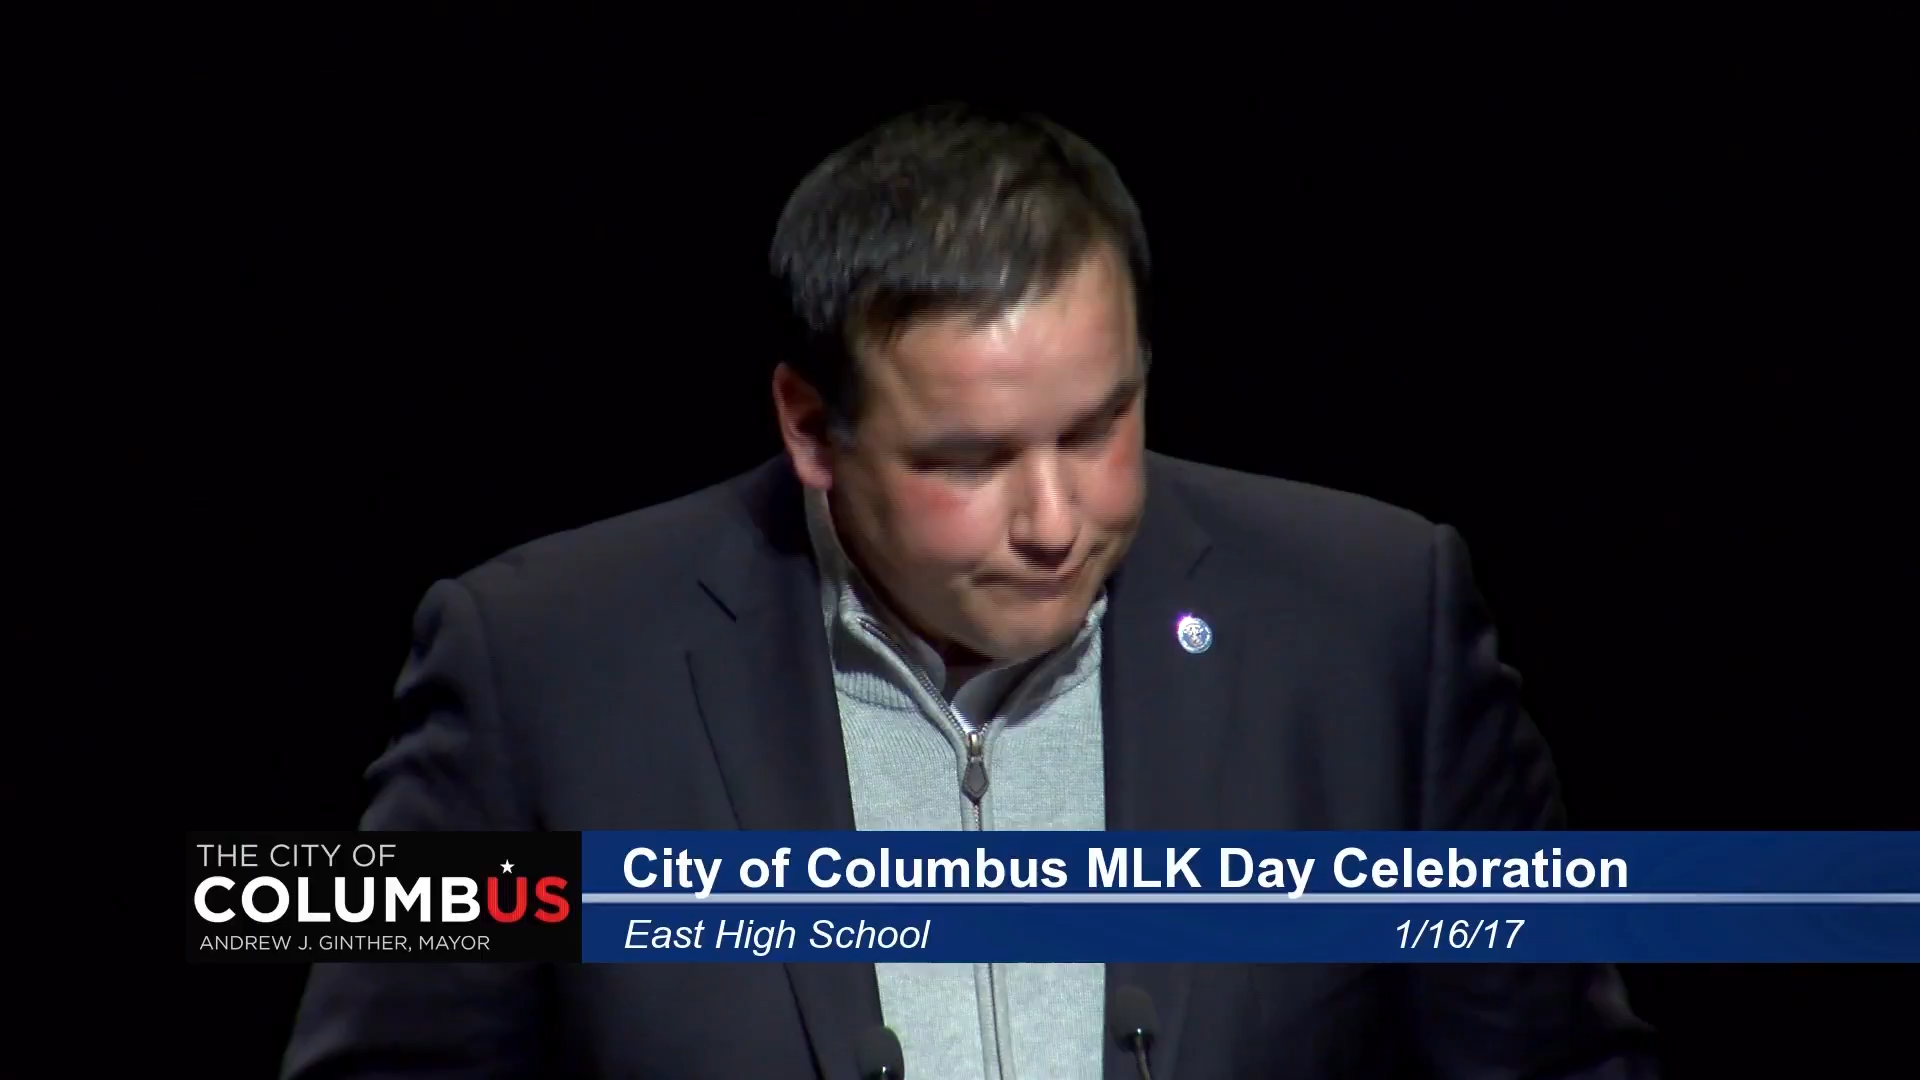 THE CITY OF
COLUMBUS
ANDREW J. GINTHER, MAYOR
City of Columbus MLK Day Celebration
East High School
1/16/17